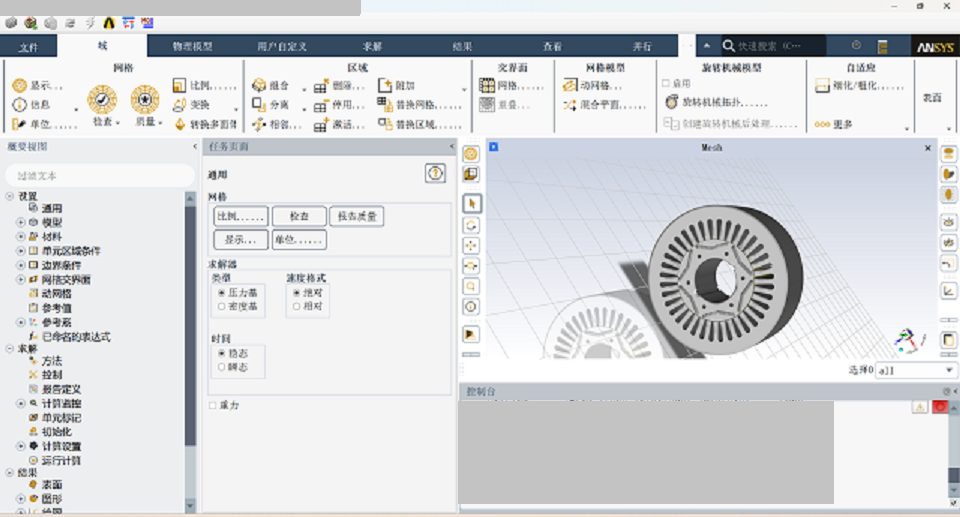 文件 域 物理模型 用户自定义 求解 结果 查看 并行 快速搜索 ANSYS
网格 区域 交界面 网格模型 旋转机械模型 自适应
显示... 比例... 组合 删除... 附加 网格... 动网格... 启用 细化/粗化......
信息 检查 质量 变换 分离 停用... 替换网格... 重叠... 混合平面... 旋转机械拓扑...... 表面
单位...... 转换多面体 相邻... 激活... 替换区域... 创建旋转机械后处理...... 更多
概要视图
过滤文本
设置
通用
模型
材料
单元区域条件
边界条件
网格交界面
动网格
参考值
参考系
已命名的表达式
求解
方法
控制
报告定义
计算监控
单元标记
初始化
计算设置
运行计算
结果
表面
图形
绘图
任务页面
通用
网格
比例...... 检查 报告质量
显示... 单位......
求解器
类型 速度格式
压力基 绝对
密度基 相对
时间
稳态
瞬态
重力
Mesh
选择0 all
控制台